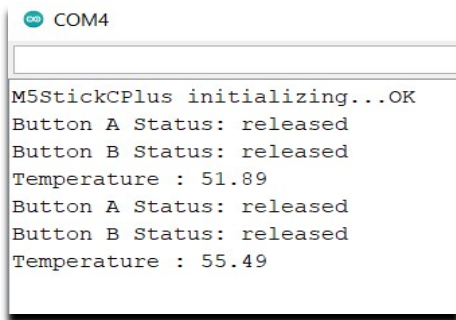 COM4
M5StickCPlus initializing...OK
Button A Status: released
Button B Status: released
Temperature : 51.89
Button A Status: released
Button B Status: released
Temperature : 55.49